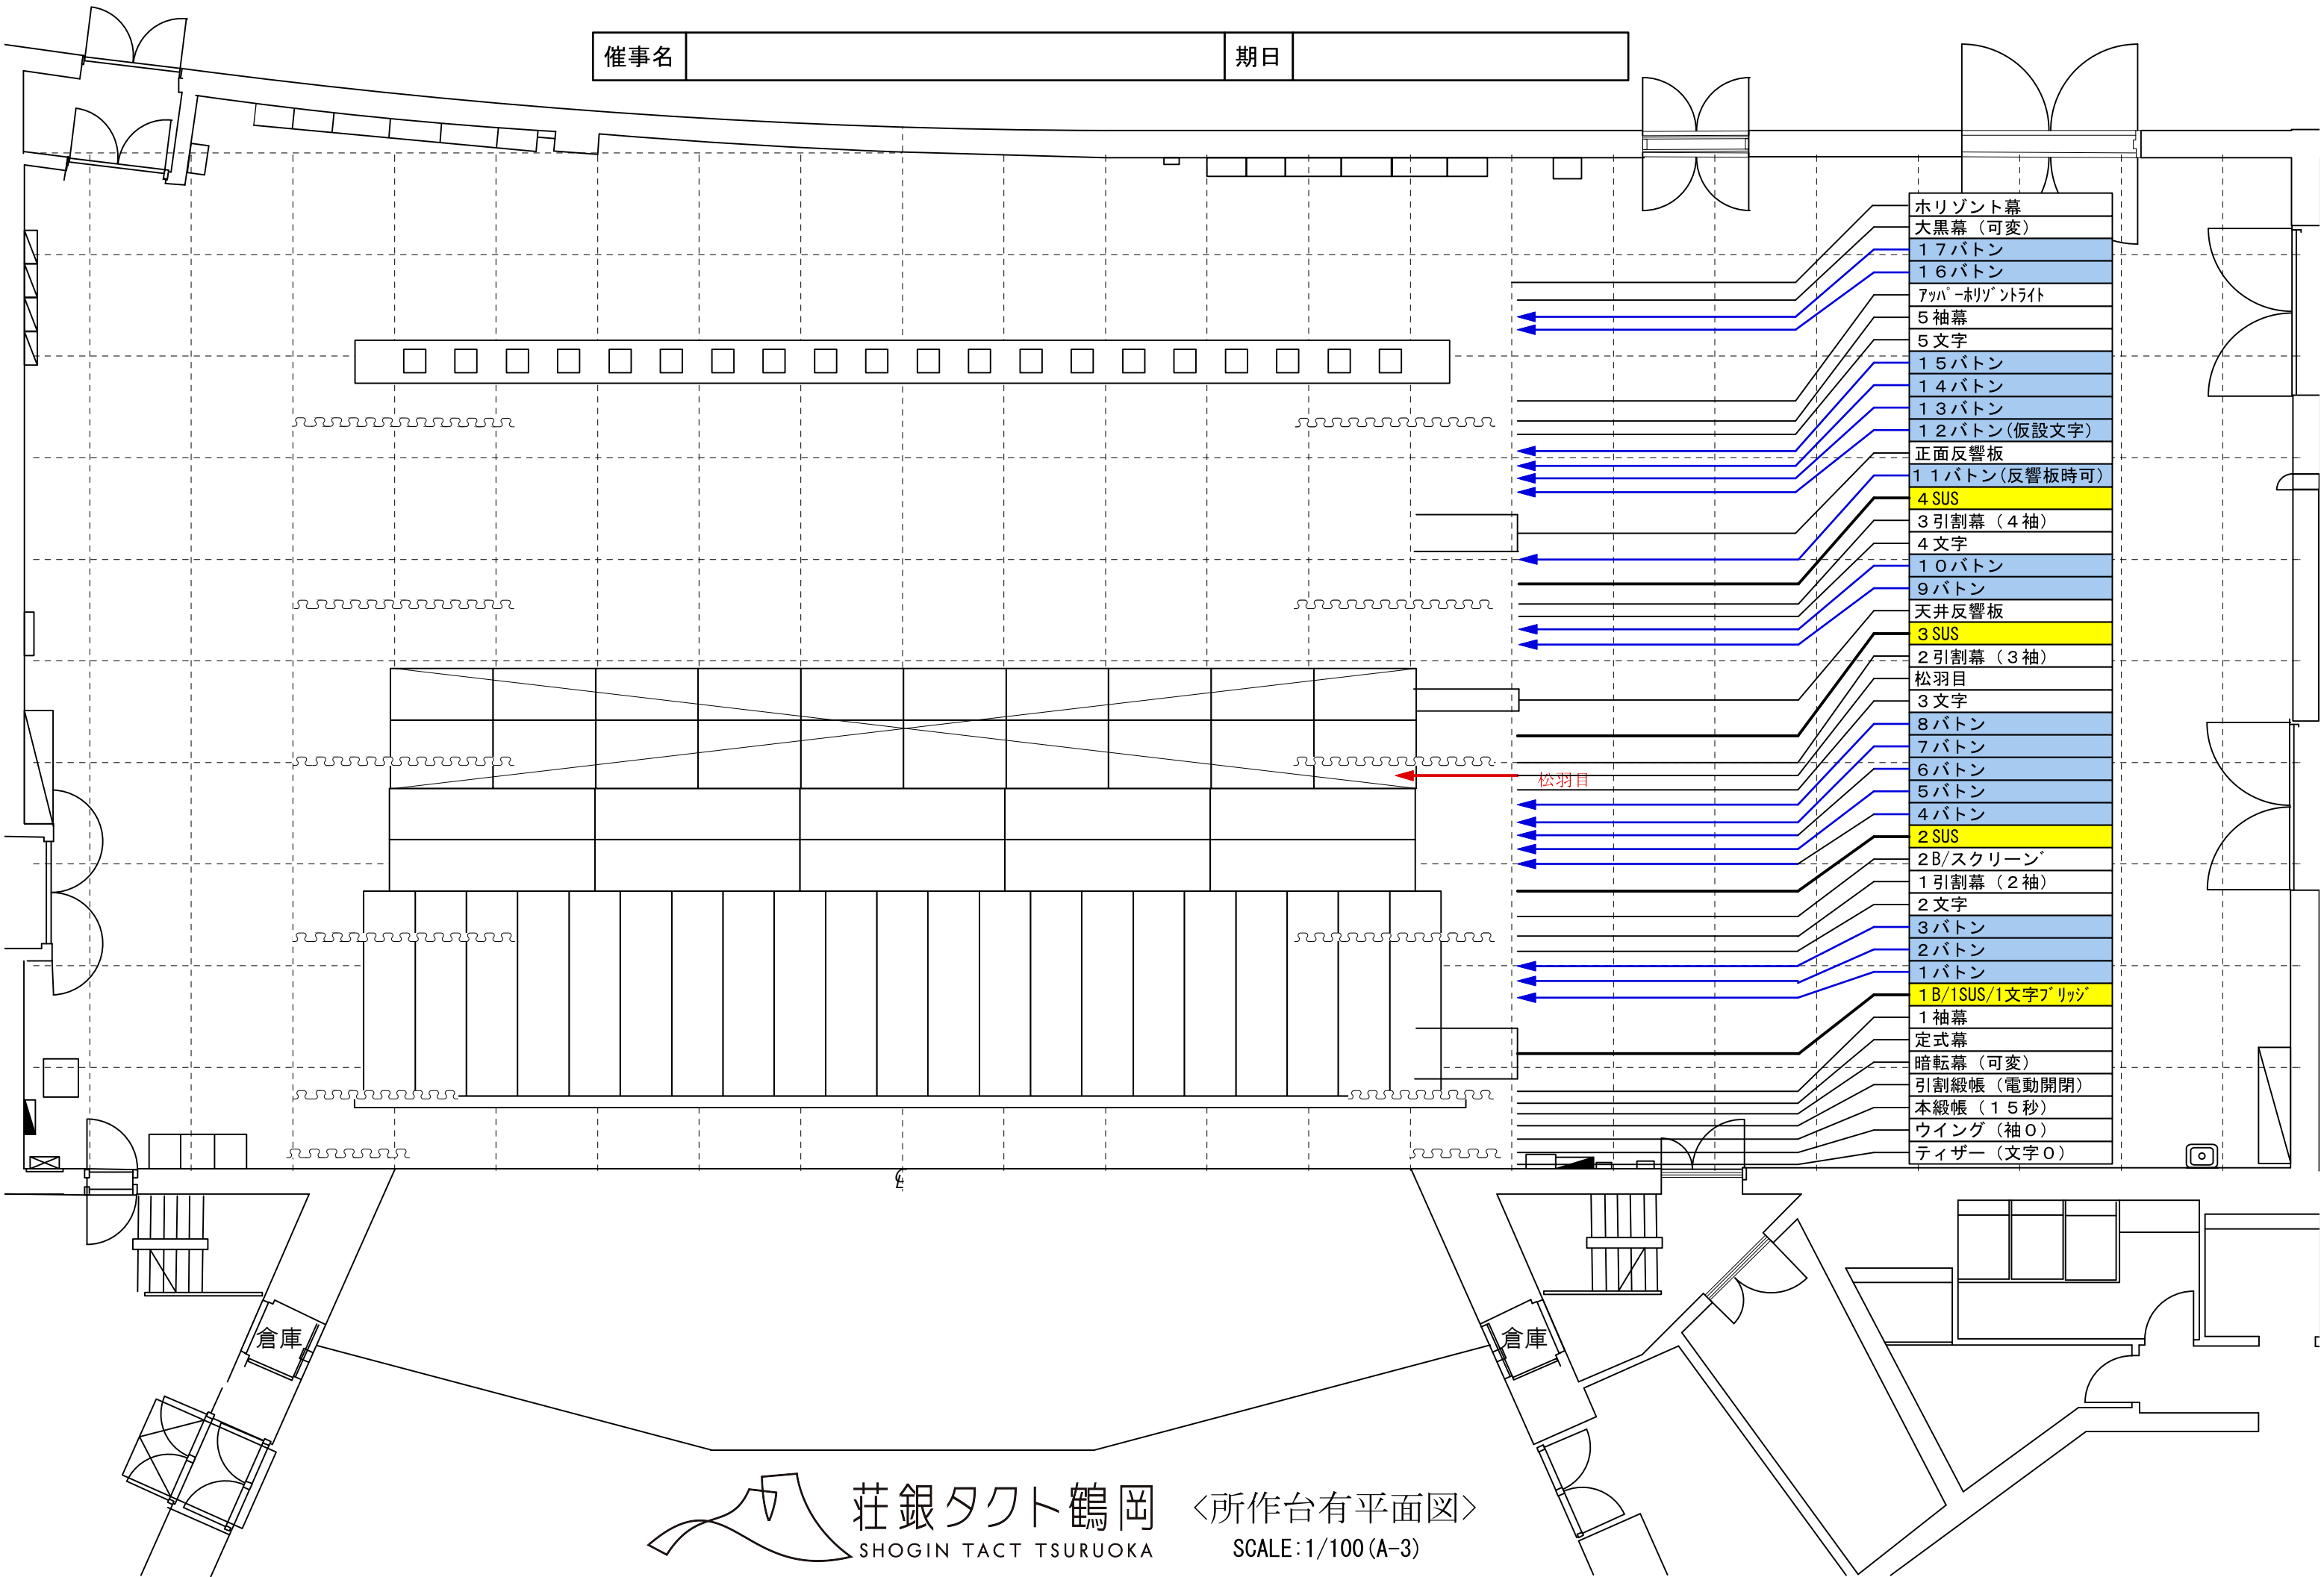 催事名
期日
ホリゾント幕
大黒幕（可変）
１７バトン
１６バトン
ｱｯﾊﾟｰﾎﾘｿﾞﾝﾄﾗｲﾄ
５袖幕
５文字
１５バトン
１４バトン
１３バトン
１２バトン(仮設文字)
正面反響板
１１バトン(反響板時可)
４SUS
３引割幕（４袖）
４文字
１０バトン
９バトン
天井反響板
３SUS
２引割幕（３袖）
松羽目
３文字
８バトン
７バトン
６バトン
５バトン
４バトン
２SUS
２B/スクリーン
１引割幕（２袖）
２文字
３バトン
２バトン
１バトン
１B/1SUS/1文字ﾌﾞﾘｯｼﾞ
１袖幕
定式幕
暗転幕（可変）
引割緞帳（電動開閉）
本緞帳（１５秒）
ウイング（袖０）
ティザー（文字０）
松羽目
℄
倉庫
倉庫
荘銀タクト鶴岡
SHOGIN TACT TSURUOKA
<所作台有平面図>
SCALE:1/100(A-3)